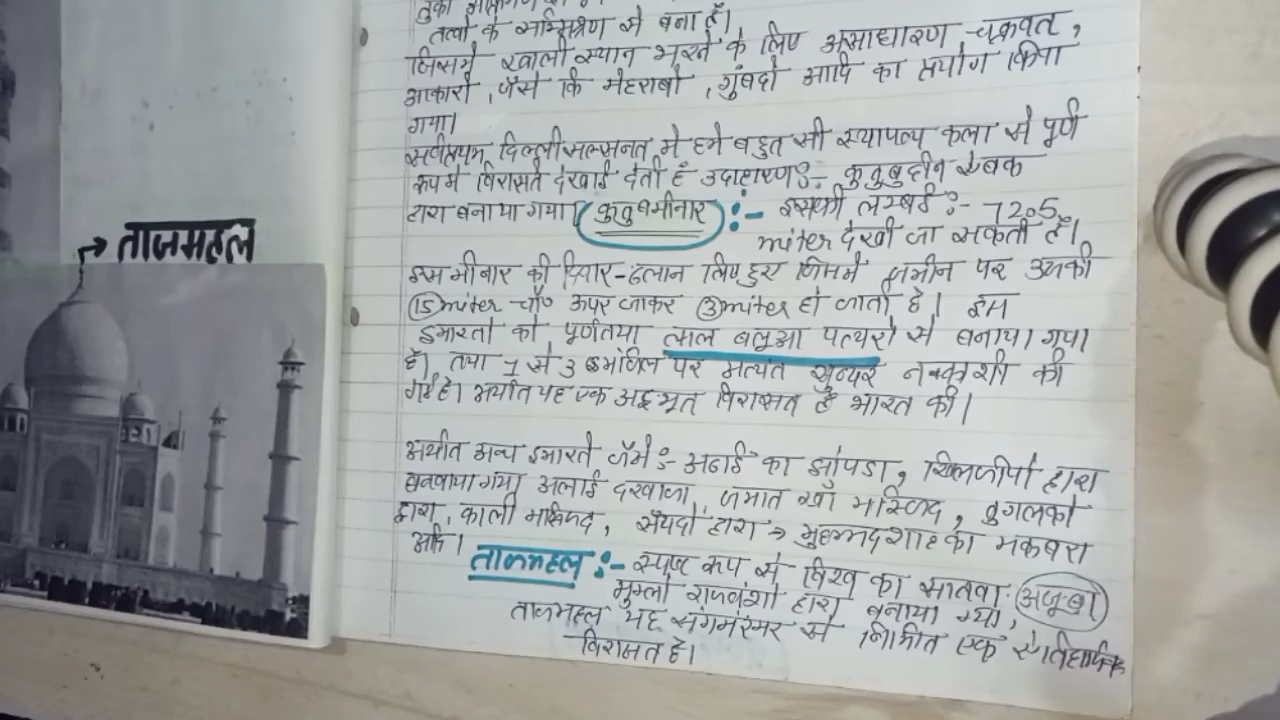 तत्वो के सम्मिश्रण से बना है।
जिसमे खाली स्थान भरने के लिए असाधारण चक्रवत,
आकारो, जैसे कि मेहराबो, गुंबदो आदि का प्रयोग किया
गया।
सर्वप्रथम दिल्ली सल्तनत मे हमे बहुत सी स्थापत्य कला से पूर्ण
रूप मे विरासते देखाई देती है उदाहारण:- कुतुबुद्दीन ऐबक
द्वारा बनाया गया कुतुबमीनार :- इसकी लम्बाई :- 72.5
miter देखी जा सकती है।
ताजमहल
इस मीनार की दिवार-ढलान लिए हुए जिसमे ज़मीन पर उसकी
15 miter चौ० ऊपर जाकर 3 miter हो जाती है। इस
इमारतो को पूर्णतया लाल बलुआ पत्थरो से बनाया गया
है। तथा 1 से 3 मंजिल पर अत्यंत सुन्दर नक्काशी की
गई है। अर्थात यह एक अद्भूत विरासत है भारत की।
अर्थात अन्य इमारते जैसे:- अढाई का झोपडा, खिलजीयो द्वारा
बनवाया गया अलाई दरवाजा, जमात खाँ मस्जिद, तुगलको
द्वारा, काली मस्जिद, सैयदो द्वारा → मुहम्मदशाह का मकबरा
आदि।
ताजमहल :- स्पष्ट रूप से विश्व का सातवा अजूबा
मुगलो राजवंशो द्वारा बनाया गया,
ताजमहल यह संगमरमर से निर्मीत एक ऐतिहासिक
विरासत है।